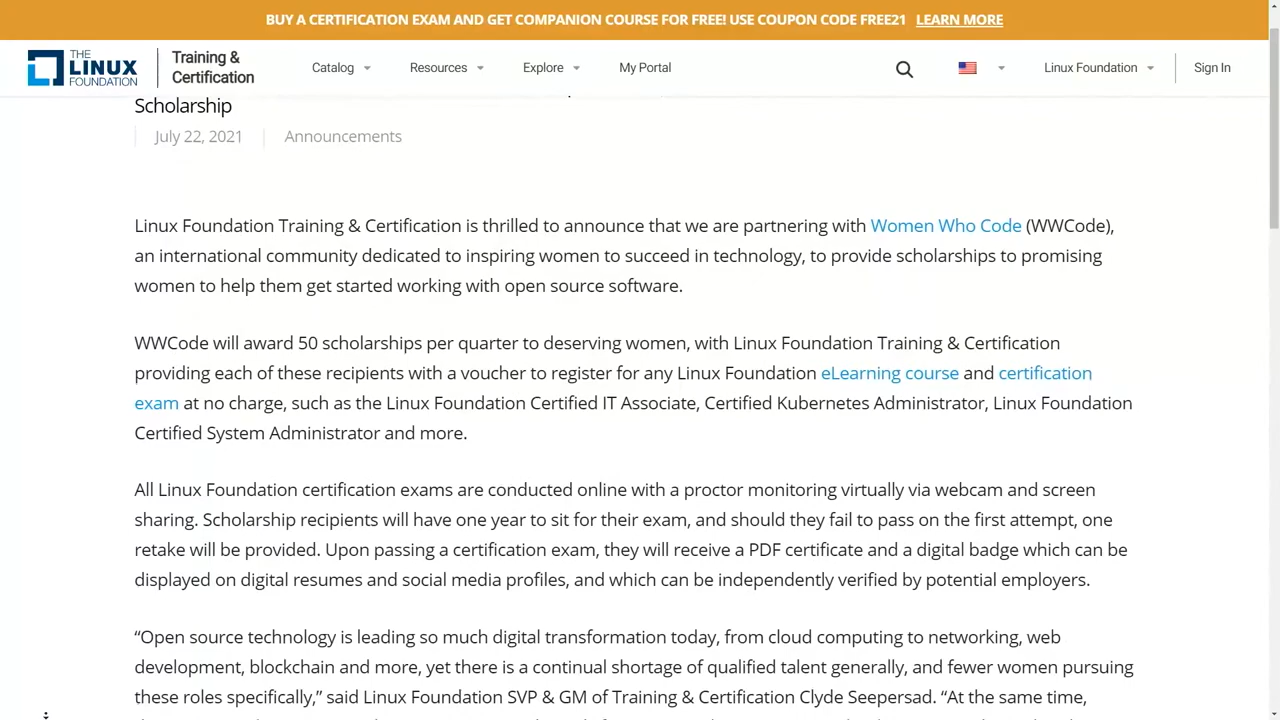 BUY A CERTIFICATION EXAM AND GET COMPANION COURSE FOR FREE! USE COUPON CODE FREE21 LEARN MORE
THE LINUX FOUNDATION
Training & Certification
Catalog Resources Explore My Portal Linux Foundation Sign In
Scholarship
July 22, 2021 Announcements
Linux Foundation Training & Certification is thrilled to announce that we are partnering with Women Who Code (WWCode),
an international community dedicated to inspiring women to succeed in technology, to provide scholarships to promising
women to help them get started working with open source software.
WWCode will award 50 scholarships per quarter to deserving women, with Linux Foundation Training & Certification
providing each of these recipients with a voucher to register for any Linux Foundation eLearning course and certification
exam at no charge, such as the Linux Foundation Certified IT Associate, Certified Kubernetes Administrator, Linux Foundation
Certified System Administrator and more.
All Linux Foundation certification exams are conducted online with a proctor monitoring virtually via webcam and screen
sharing. Scholarship recipients will have one year to sit for their exam, and should they fail to pass on the first attempt, one
retake will be provided. Upon passing a certification exam, they will receive a PDF certificate and a digital badge which can be
displayed on digital resumes and social media profiles, and which can be independently verified by potential employers.
“Open source technology is leading so much digital transformation today, from cloud computing to networking, web
development, blockchain and more, yet there is a continual shortage of qualified talent generally, and fewer women pursuing
these roles specifically,” said Linux Foundation SVP & GM of Training & Certification Clyde Seepersad. “At the same time,